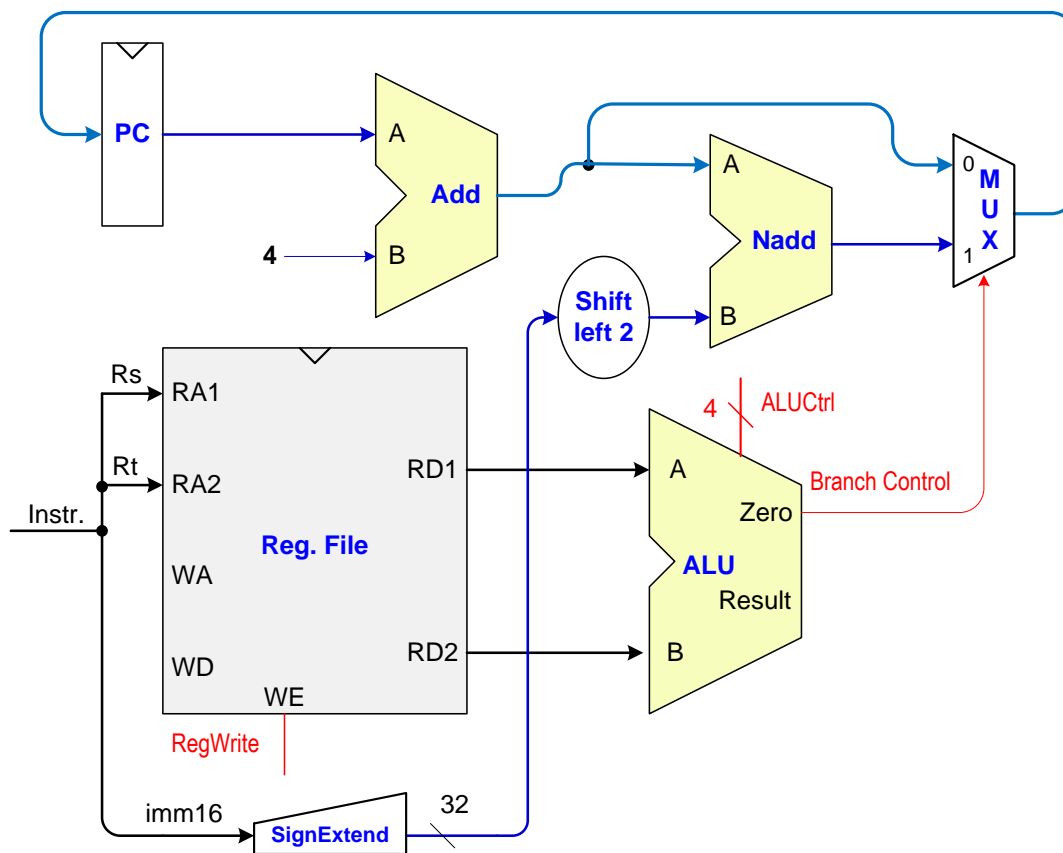 PC
A
Add
4
B
A
Nadd
B
0
M
U
X
1
Shift
left 2
Rs
RA1
Rt
RA2
Instr.
Reg. File
WA
WD
WE
RD1
RD2
RegWrite
4
ALUCtrl
A
Zero
ALU
Result
B
Branch Control
imm16
SignExtend
32